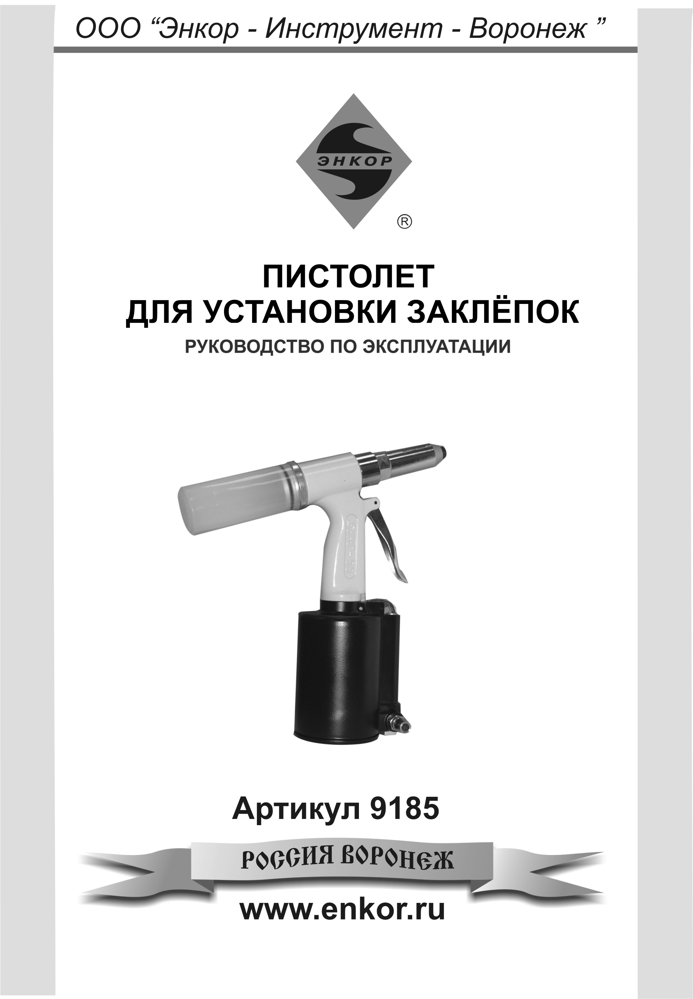 ООО “Энкор - Инструмент - Воронеж ”
ЭНКОР
®
ПИСТОЛЕТ
ДЛЯ УСТАНОВКИ ЗАКЛЁПОК
РУКОВОДСТВО ПО ЭКСПЛУАТАЦИИ
Артикул 9185
РОССИЯ ВОРОНЕЖ
www.enkor.ru